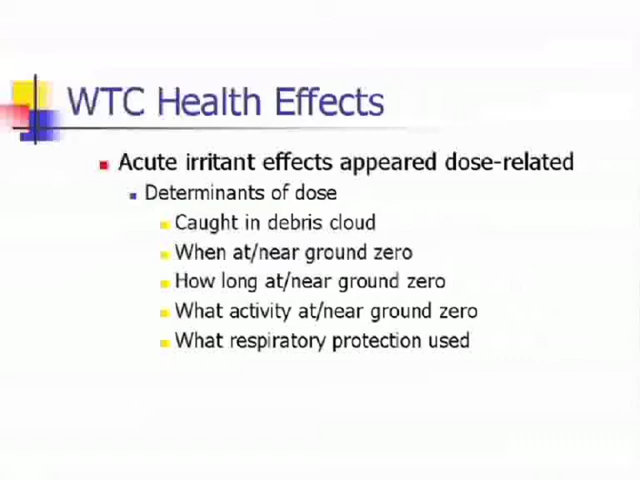 WTC Health Effects
Acute irritant effects appeared dose-related
Determinants of dose
Caught in debris cloud
When at/near ground zero
How long at/near ground zero
What activity at/near ground zero
What respiratory protection used